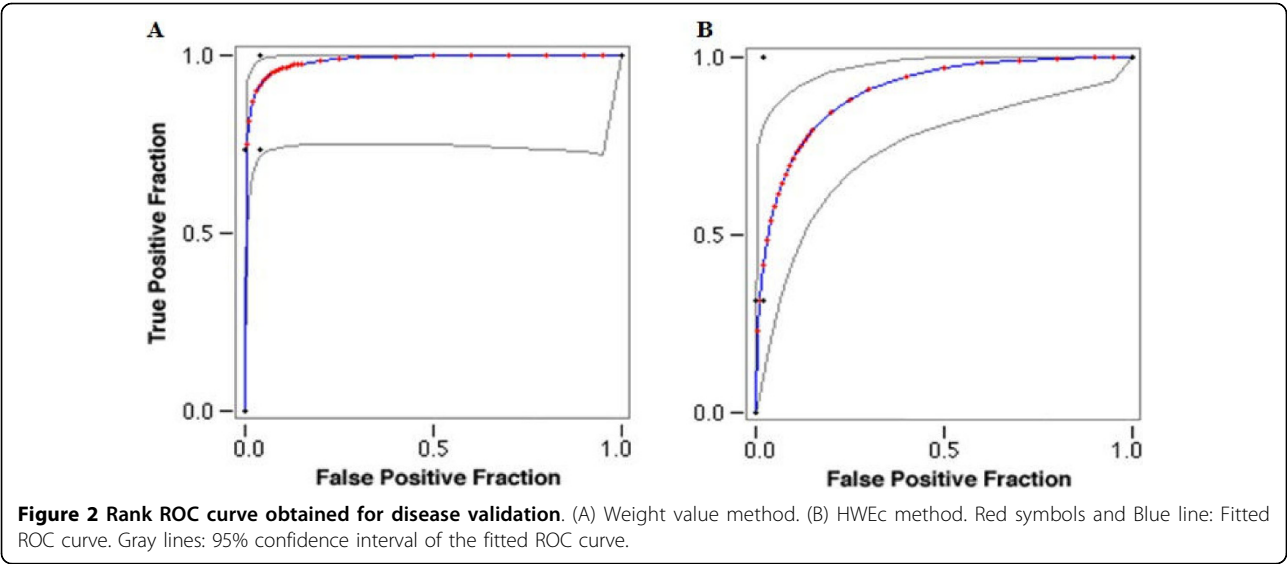 A
B
1.0
0.5
0.0
True Positive Fraction
0.0 0.5 1.0
False Positive Fraction
1.0
0.5
0.0
0.0 0.5 1.0
False Positive Fraction
Figure 2 Rank ROC curve obtained for disease validation. (A) Weight value method. (B) HWEc method. Red symbols and Blue line: Fitted
ROC curve. Gray lines: 95% confidence interval of the fitted ROC curve.